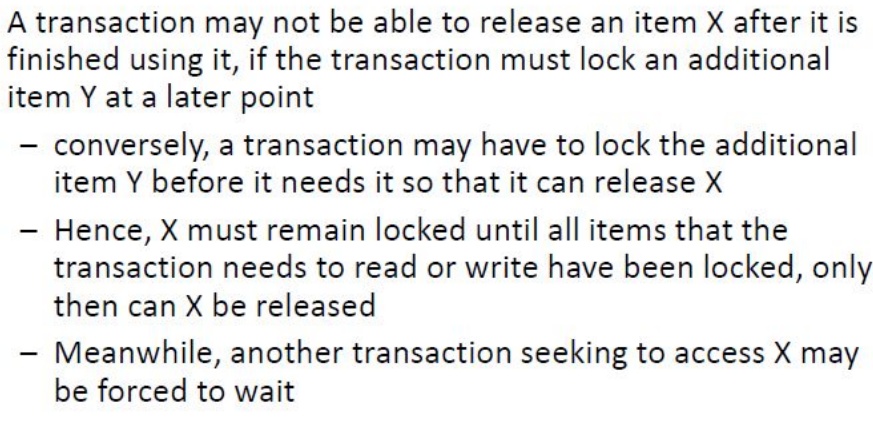 A transaction may not be able to release an item X after it is
finished using it, if the transaction must lock an additional
item Y at a later point
– conversely, a transaction may have to lock the additional
item Y before it needs it so that it can release X
– Hence, X must remain locked until all items that the
transaction needs to read or write have been locked, only
then can X be released
– Meanwhile, another transaction seeking to access X may
be forced to wait